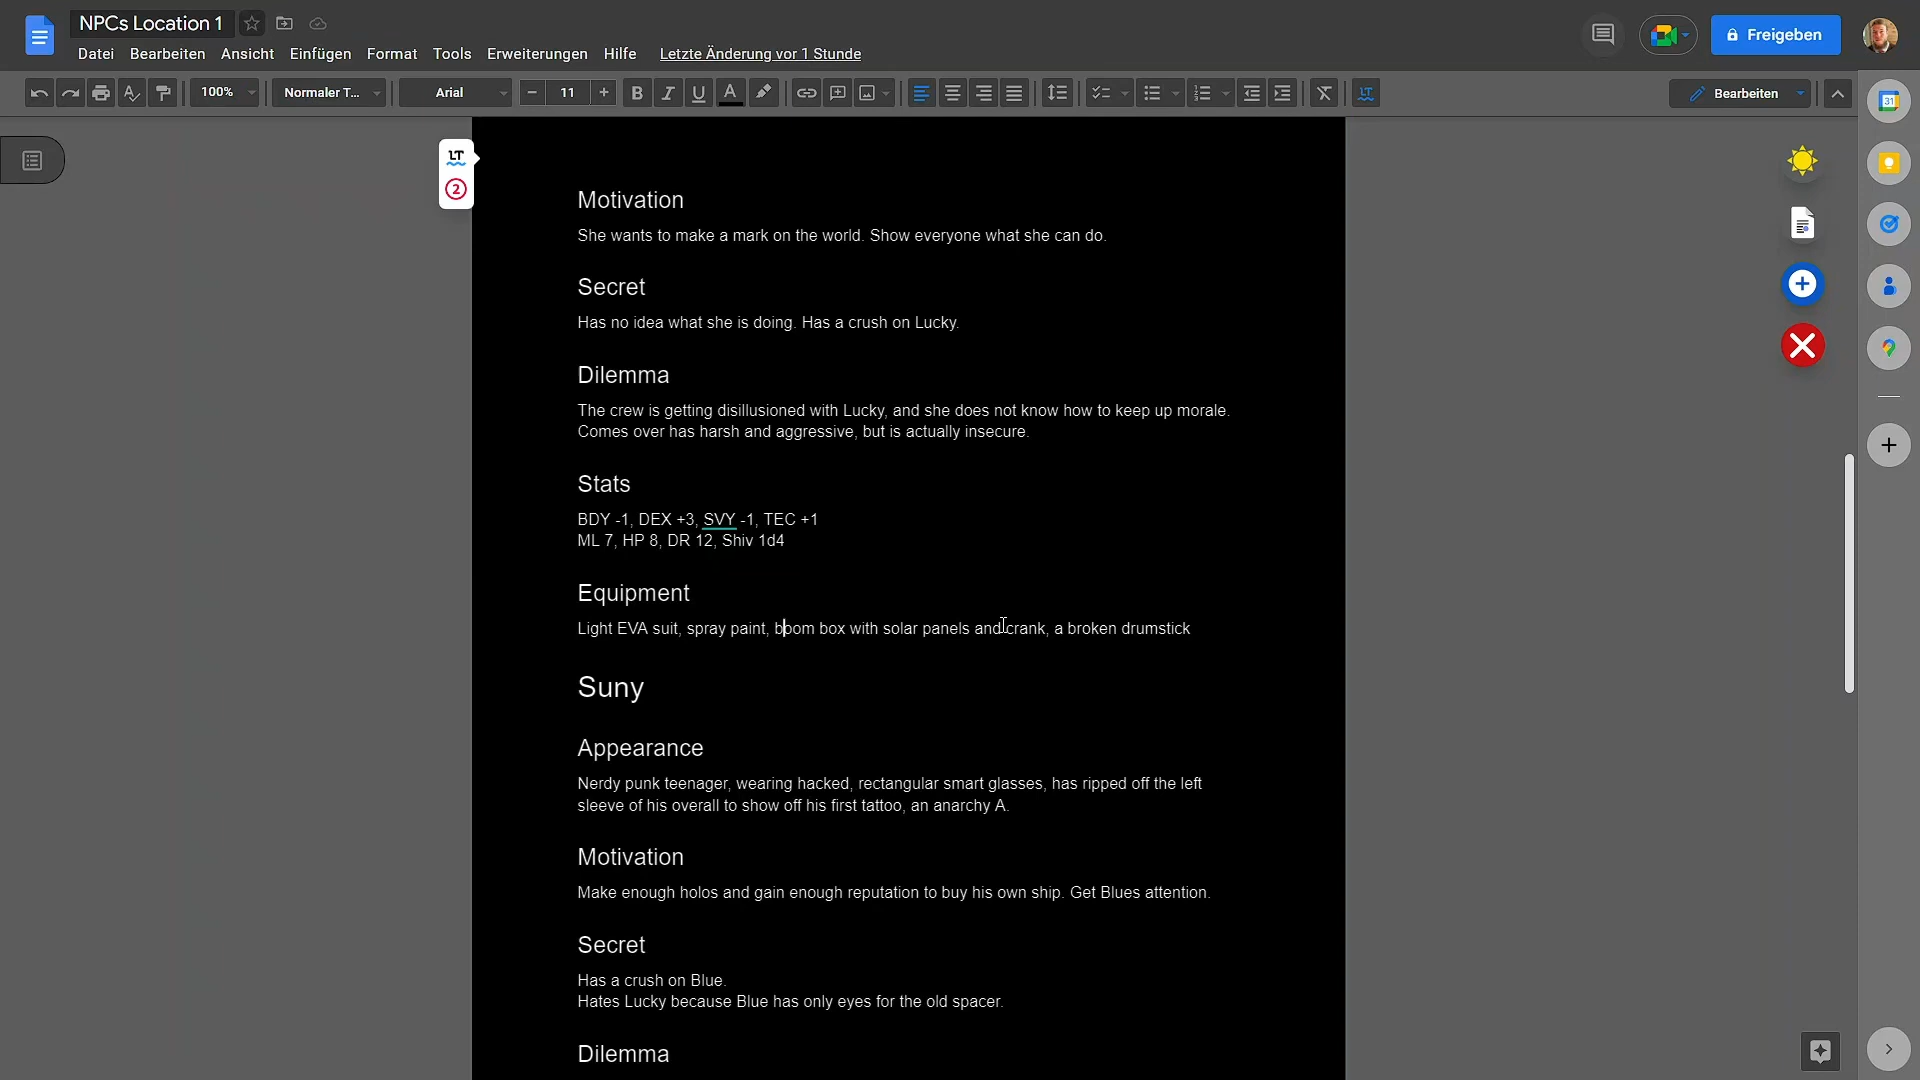 NPCs Location 1
Datei Bearbeiten Ansicht Einfügen Format Tools Erweiterungen Hilfe Letzte Änderung vor 1 Stunde
Freigeben
100% Normaler T... Arial 11 B I U A Bearbeiten
31
LT
2
Motivation
She wants to make a mark on the world. Show everyone what she can do.
Secret
Has no idea what she is doing. Has a crush on Lucky.
Dilemma
The crew is getting disillusioned with Lucky, and she does not know how to keep up morale.
Comes over has harsh and aggressive, but is actually insecure.
Stats
BDY -1, DEX +3, SVY -1, TEC +1
ML 7, HP 8, DR 12, Shiv 1d4
Equipment
Light EVA suit, spray paint, boom box with solar panels and crank, a broken drumstick
Suny
Appearance
Nerdy punk teenager, wearing hacked, rectangular smart glasses, has ripped off the left
sleeve of his overall to show off his first tattoo, an anarchy A.
Motivation
Make enough holos and gain enough reputation to buy his own ship. Get Blues attention.
Secret
Has a crush on Blue.
Hates Lucky because Blue has only eyes for the old spacer.
Dilemma